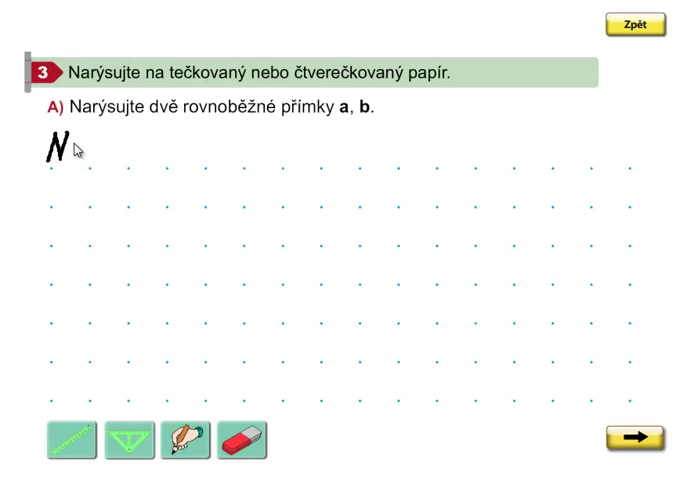 Zpět
3 Narýsujte na tečkovaný nebo čtverečkovaný papír.
A) Narýsujte dvě rovnoběžné přímky a, b.
N